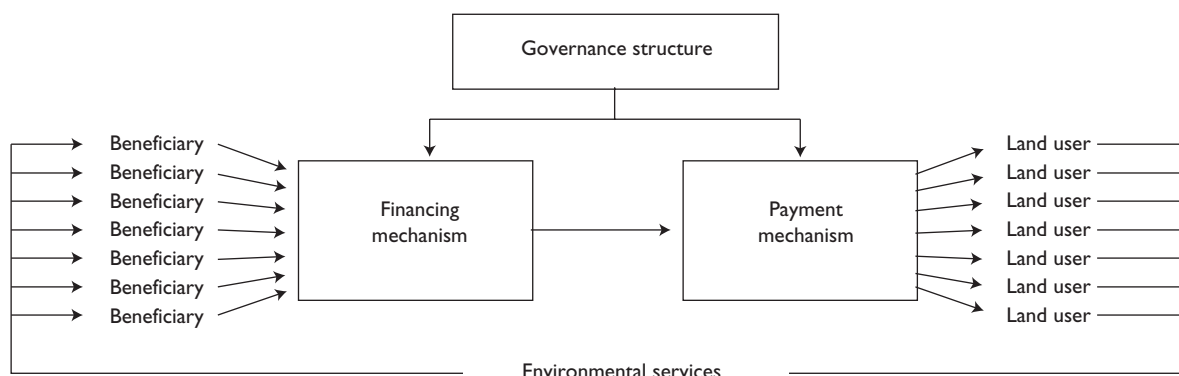 Governance structure
Beneficiary
Beneficiary
Beneficiary
Beneficiary
Beneficiary
Beneficiary
Beneficiary
Financing
mechanism
Payment
mechanism
Land user
Land user
Land user
Land user
Land user
Land user
Land user
Environmental services